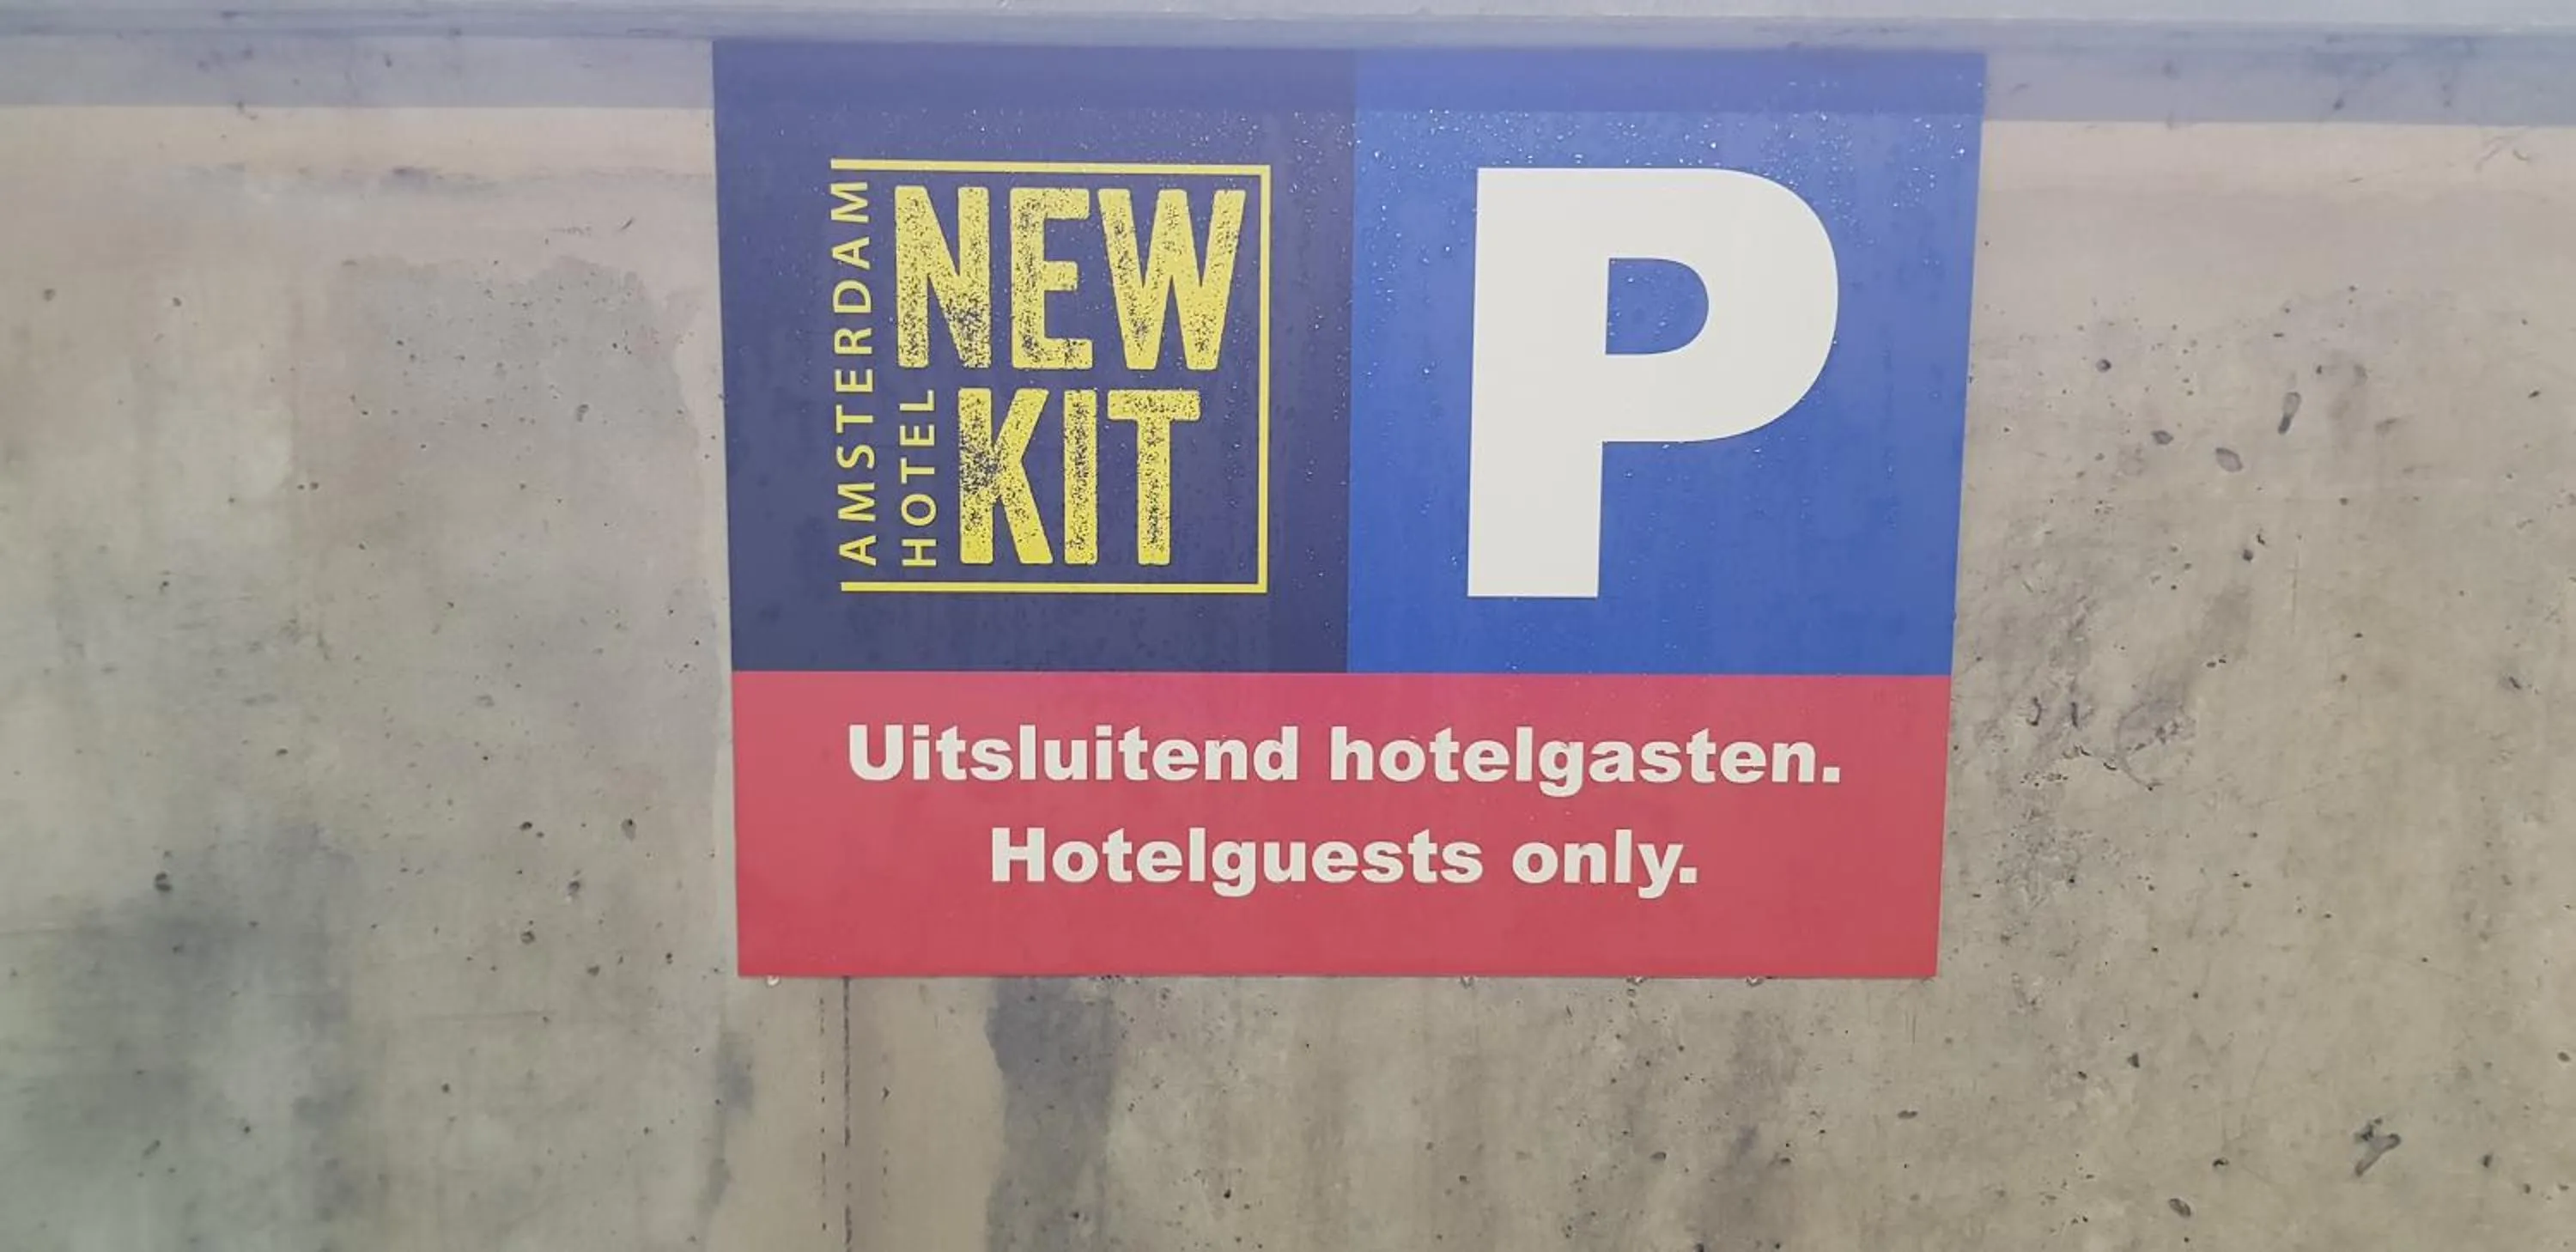 AMSTERDAM
HOTEL
NEW
KIT
P
Uitsluitend hotelgasten.
Hotelguests only.